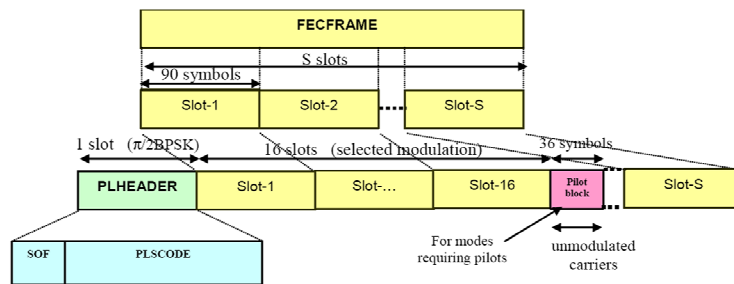 FECFRAME
S slots
90 symbols
Slot-1
Slot-2
Slot-S
1 slot (π/2BPSK)
16 slots (selected modulation)
36 symbols
PLHEADER
Slot-1
Slot-...
Slot-16
Pilot
block
Slot-S
For modes
requiring pilots
unmodulated
carriers
SOF
PLSCODE